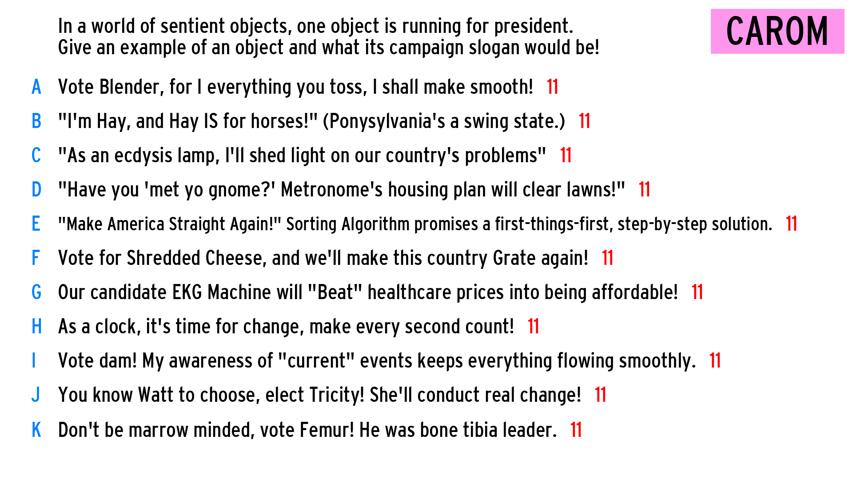 In a world of sentient objects, one object is running for president.
Give an example of an object and what its campaign slogan would be!
CAROM
A Vote Blender, for I everything you toss, I shall make smooth! 11
B "I'm Hay, and Hay IS for horses!" (Ponysylvania's a swing state.) 11
C "As an ecdysis lamp, I'll shed light on our country's problems" 11
D "Have you 'met yo gnome?' Metronome's housing plan will clear lawns!" 11
E "Make America Straight Again!" Sorting Algorithm promises a first-things-first, step-by-step solution. 11
F Vote for Shredded Cheese, and we'll make this country Grate again! 11
G Our candidate EKG Machine will "Beat" healthcare prices into being affordable! 11
H As a clock, it's time for change, make every second count! 11
I Vote dam! My awareness of "current" events keeps everything flowing smoothly. 11
J You know Watt to choose, elect Tricity! She'll conduct real change! 11
K Don't be marrow minded, vote Femur! He was bone tibia leader. 11